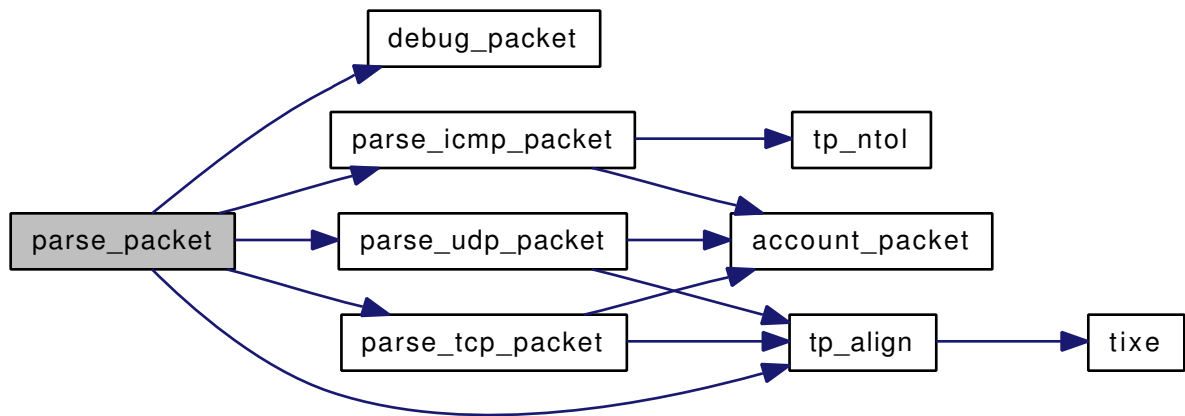 debug_packet
parse_icmp_packet
tp_ntol
parse_packet
parse_udp_packet
account_packet
parse_tcp_packet
tp_align
tixe